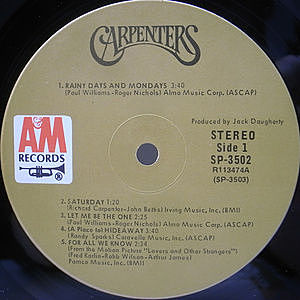 CARPENTERS
1. RAINY DAYS AND MONDAYS 3:40
(Paul Williams-Roger Nichols) Almo Music Corp. (ASCAP)
Produced by Jack Daugherty
A&M
RECORDS
®
STEREO
Side 1
SP-3502
R113474A
(SP-3503)
2. SATURDAY 1:20
(Richard Carpenter-John Bettis) Irving Music, Inc. (BMI)
3. LET ME BE THE ONE 2:25
(Paul Williams-Roger Nichols) Almo Music Corp. (ASCAP)
4. (A Place to) HIDEAWAY 3:40
(Randy Sparks) Caravelle Music, Inc. (ASCAP)
5. FOR ALL WE KNOW 2:34
(From the Motion Picture "Lovers and Other Strangers")
(Fred Karlin-Robb Wilson-Arthur James)
Pamco Music, Inc. (BMI)